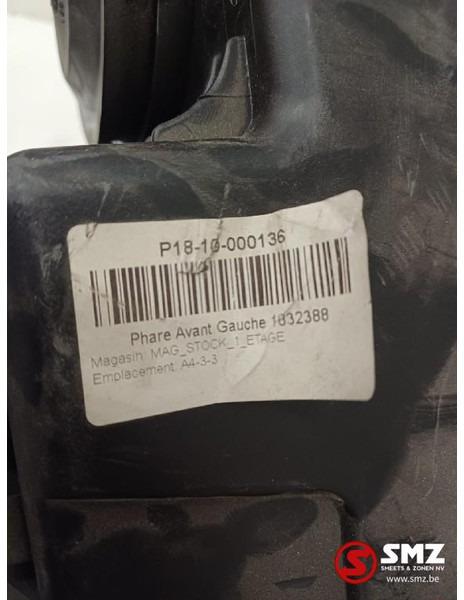 P18-10-000136
Phare Avant Gauche 1832388
Magasin: MAG_STOCK_1_ETAGE
Emplacement: A4-3-3
SMZ
SMEETS & ZONEN NV
WWW.SMZ.BE